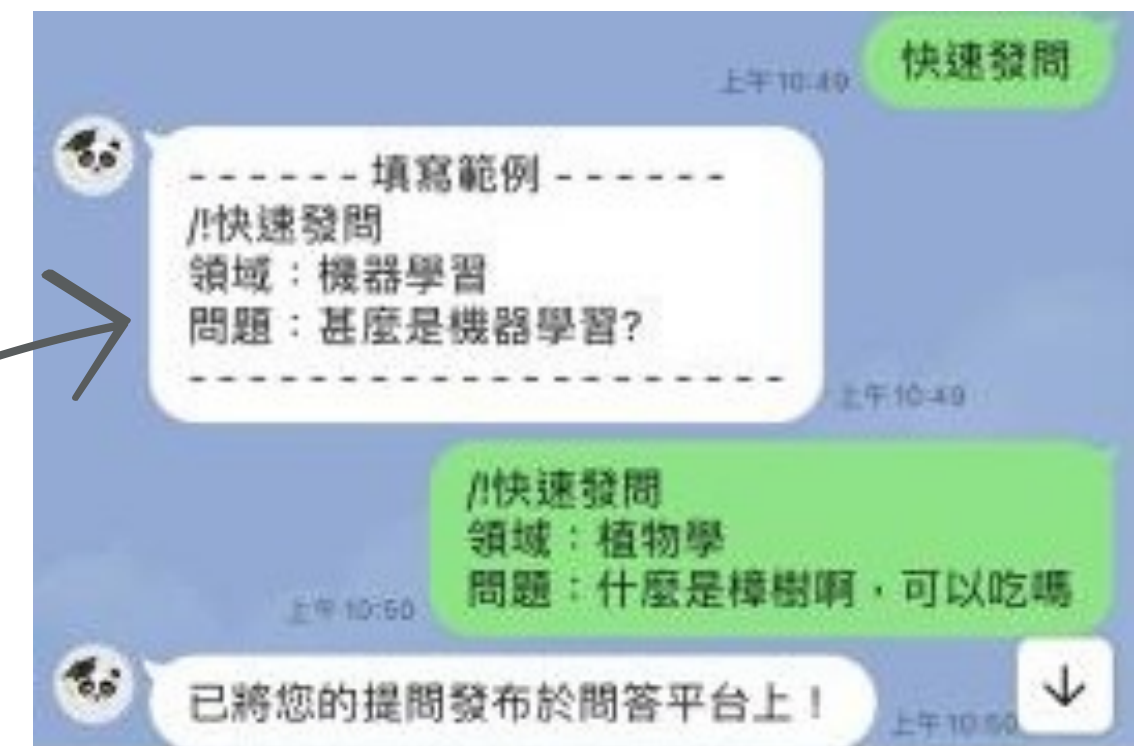 快速發問
上午10:49
------填寫範例------
/!快速發問
領域：機器學習
問題：甚麼是機器學習?
--------------------
上午10:49
/!快速發問
領域：植物學
問題：什麼是樟樹啊，可以吃嗎
上午10:50
已將您的提問發布於問答平台上！
上午10:50